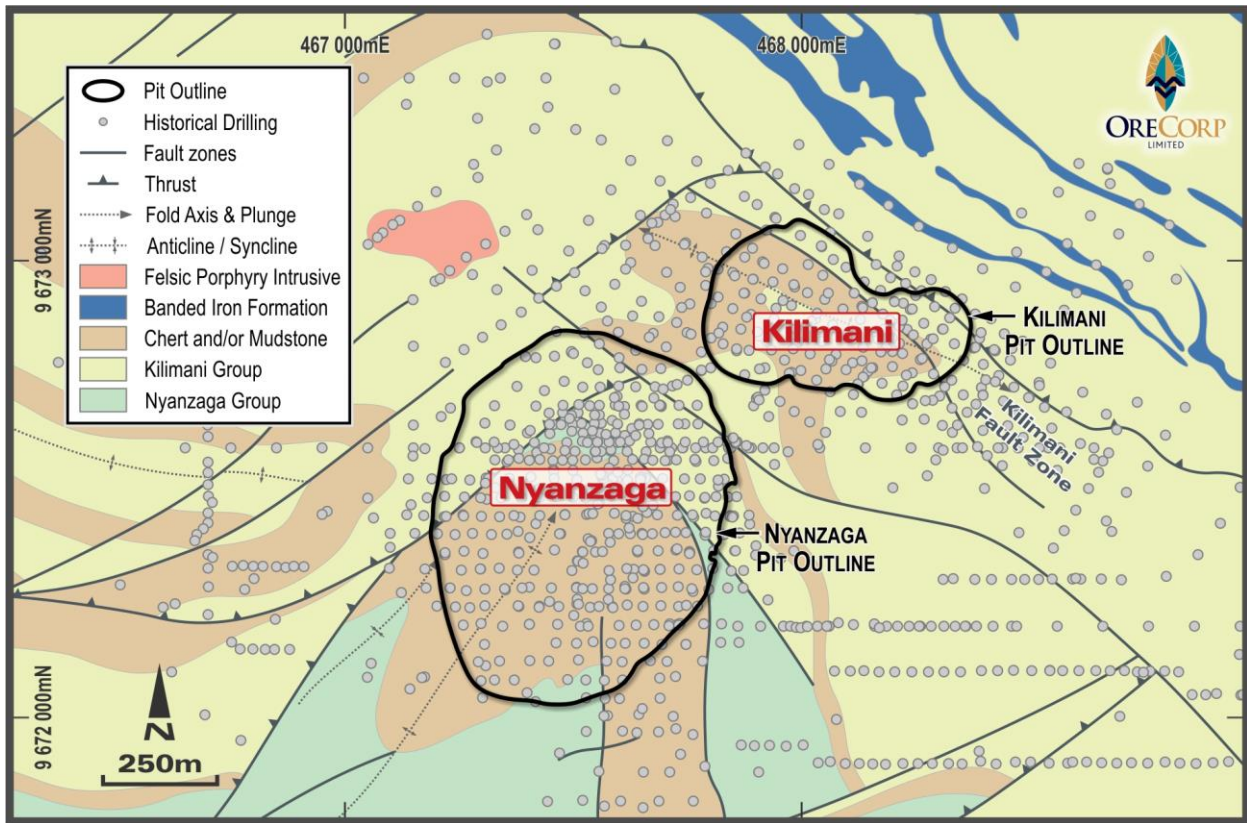 467 000mE
468 000mE
ORECORP
LIMITED
Pit Outline
Historical Drilling
Fault zones
Thrust
Fold Axis & Plunge
Anticline / Syncline
Felsic Porphyry Intrusive
Banded Iron Formation
Chert and/or Mudstone
Kilimani Group
Nyanzaga Group
9 673 000mN
Kilimani
KILIMANI
PIT OUTLINE
Kilimani
Fault Zone
Nyanzaga
NYANZAGA
PIT OUTLINE
9 672 000mN
N
250m